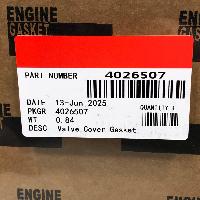 ENGINE
GASKET
ENGINE
GASKET
PART NUMBER 4026507
DATE 13-Jun 2025
PKGR 4026507
QUANTITY 1
WT 0.84
DESC Valve Cover Gasket
ENGINE
ENGINE